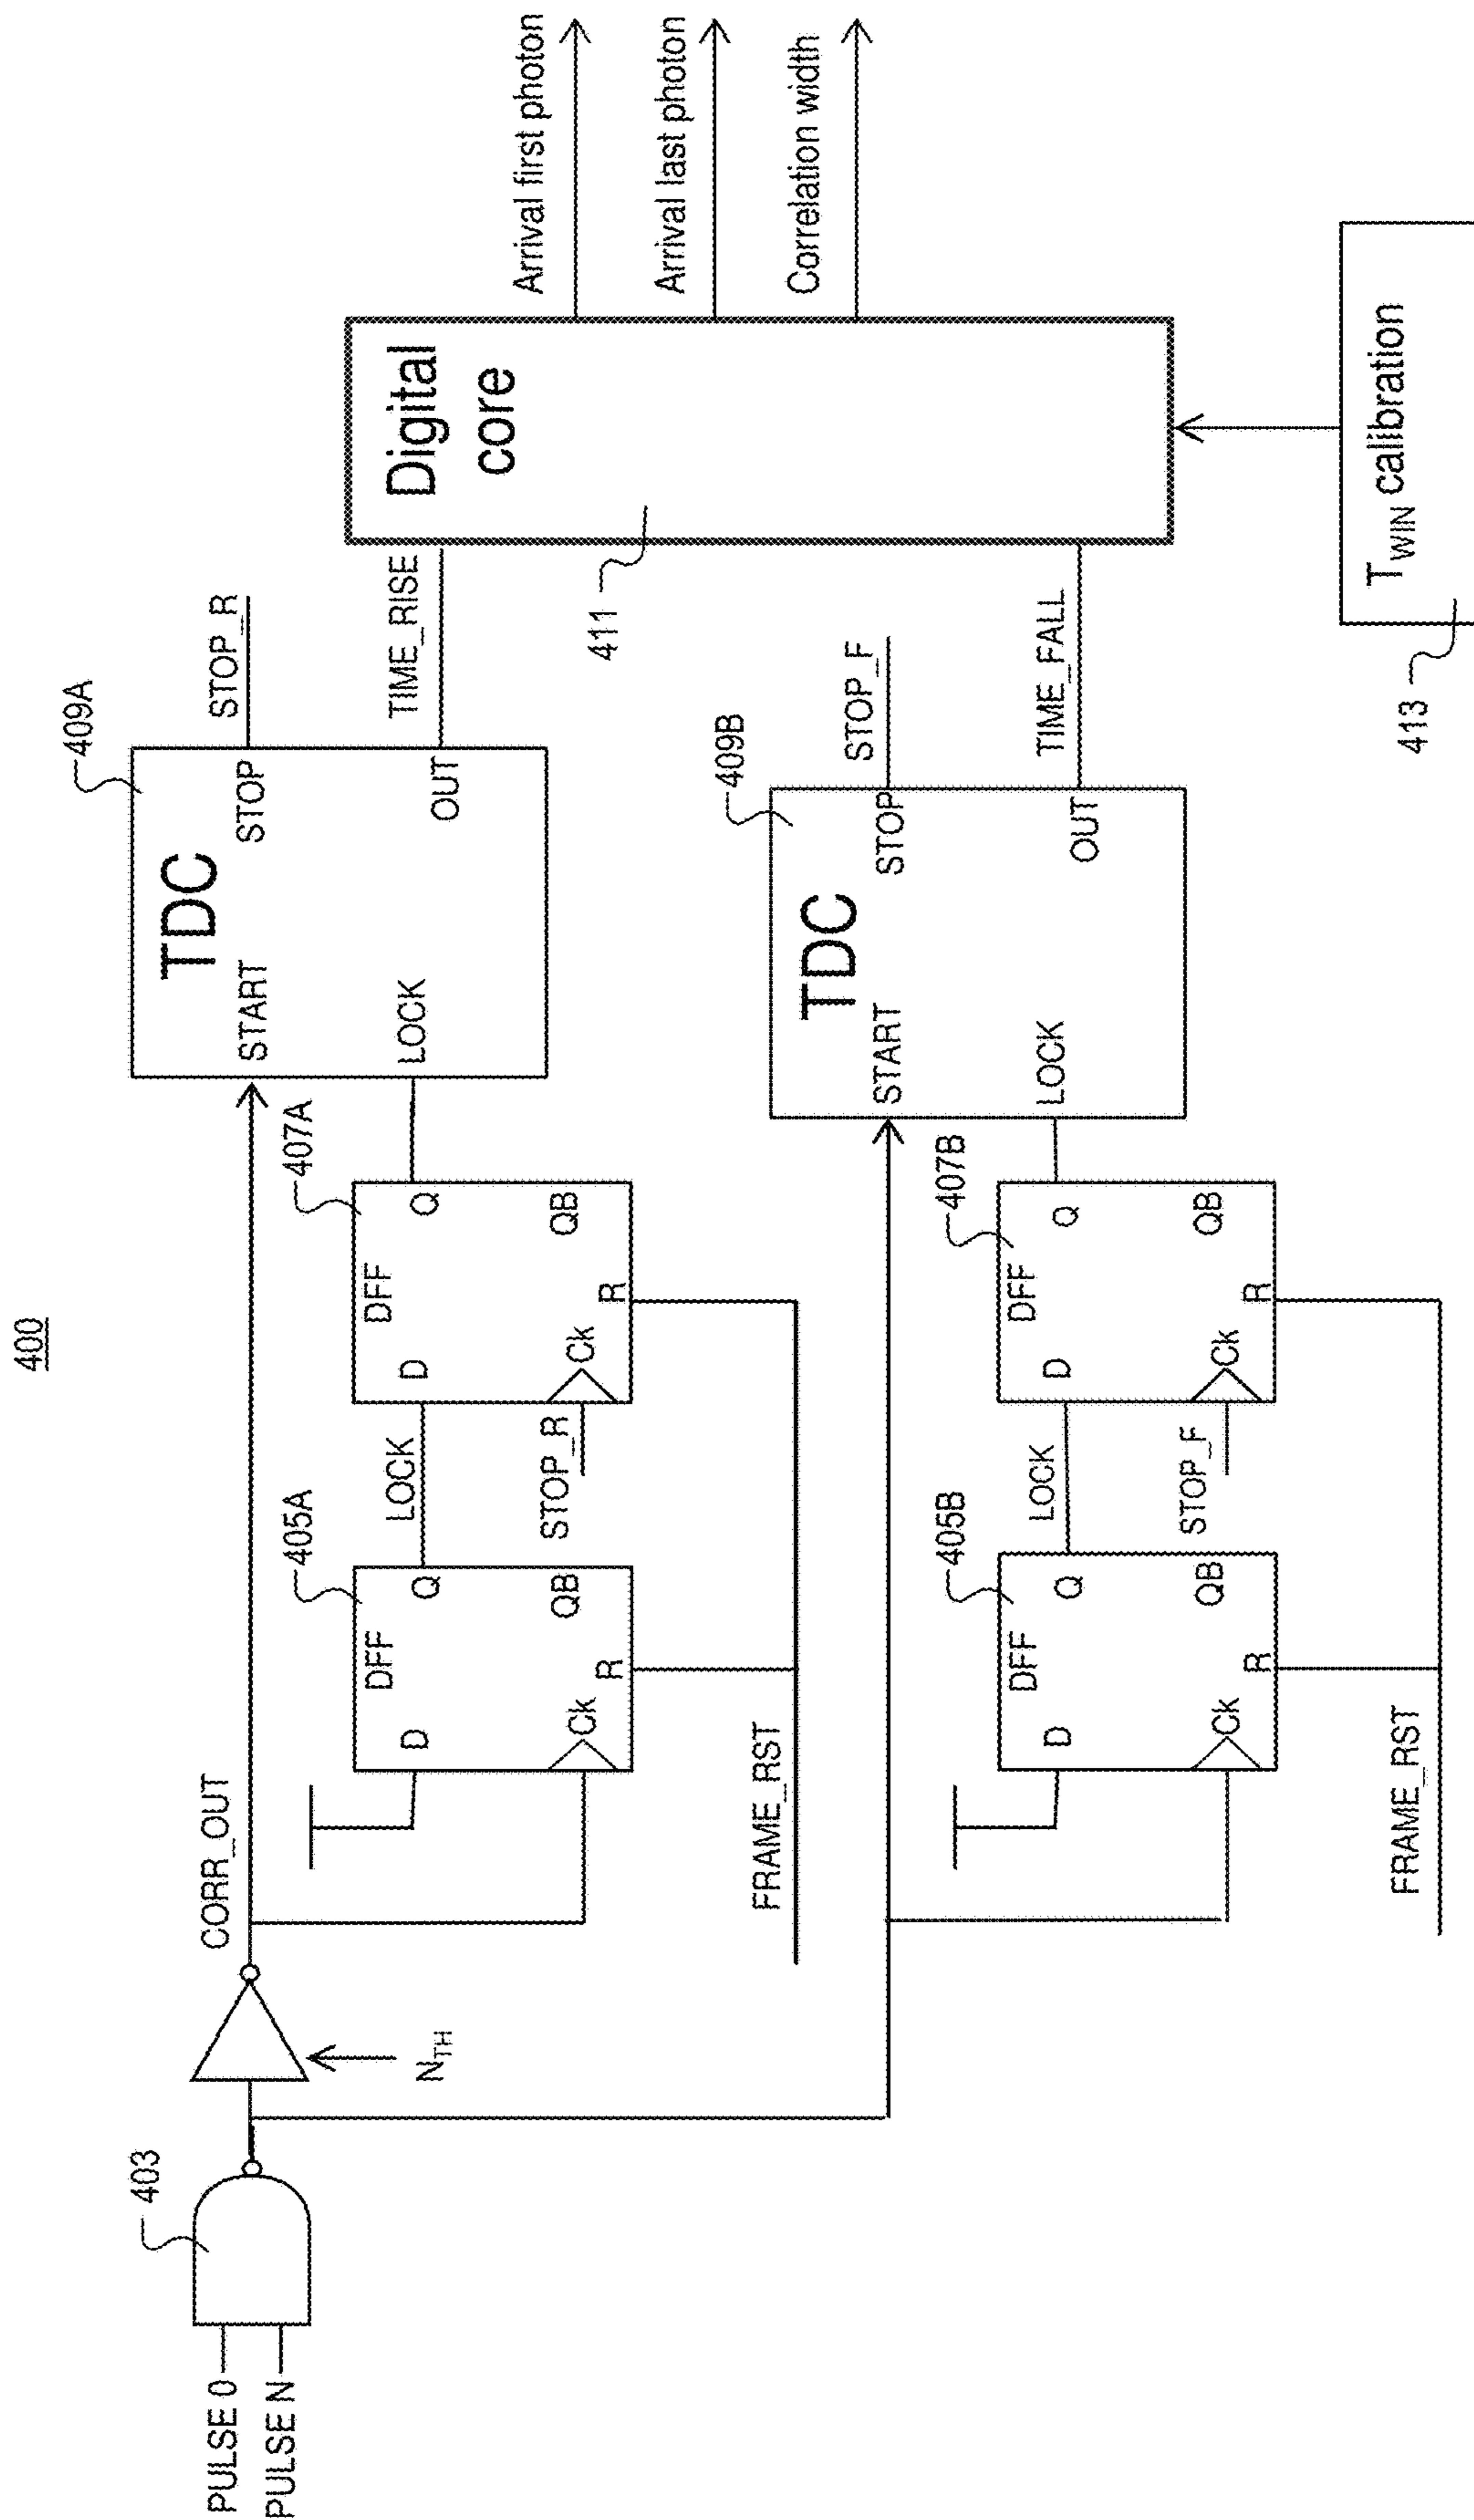 400
PULSE 0
PULSE N
403
N_TH
CORR_OUT
405A
DFF
D
Q
Ck
QB
R
LOCK
STOP_R
407A
DFF
D
Q
Ck
QB
R
FRAME_RST
409A
TDC
START
STOP
LOCK
OUT
STOP_R
TIME_RISE
405B
DFF
D
Q
Ck
QB
R
LOCK
STOP_F
407B
DFF
D
Q
Ck
QB
R
FRAME_RST
409B
TDC
START
STOP
LOCK
OUT
STOP_F
TIME_FALL
411
Digital
core
Arrival first photon
Arrival last photon
Correlation width
413
T_WIN calibration